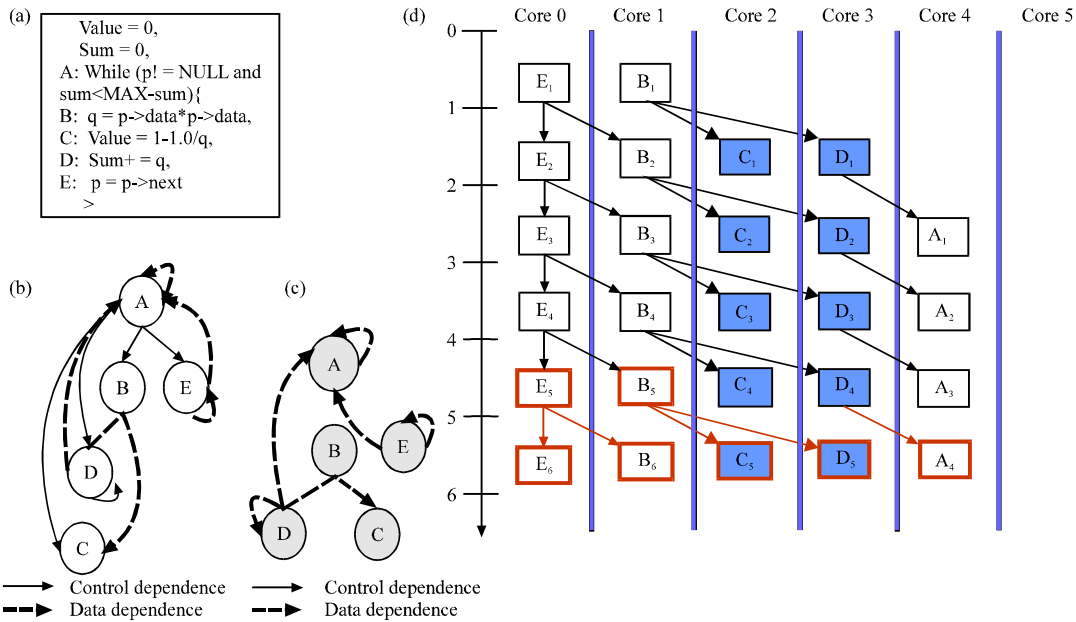 (a)
Value = 0,
Sum = 0,
A: While (p! = NULL and
sum<MAX-sum){
B: q = p->data*p->data,
C: Value = 1-1.0/q,
D: Sum+ = q,
E: p = p->next
>
(b)
A
B
E
D
C
Control dependence
Data dependence
(c)
A
B
E
D
C
Control dependence
Data dependence
(d)
Core 0 Core 1 Core 2 Core 3 Core 4 Core 5
0
E1 B1
1
E2 B2 C1 D1
2
E3 B3 C2 D2 A1
3
E4 B4 C3 D3 A2
4
E5 B5 C4 D4 A3
5
E6 B6 C5 D5 A4
6